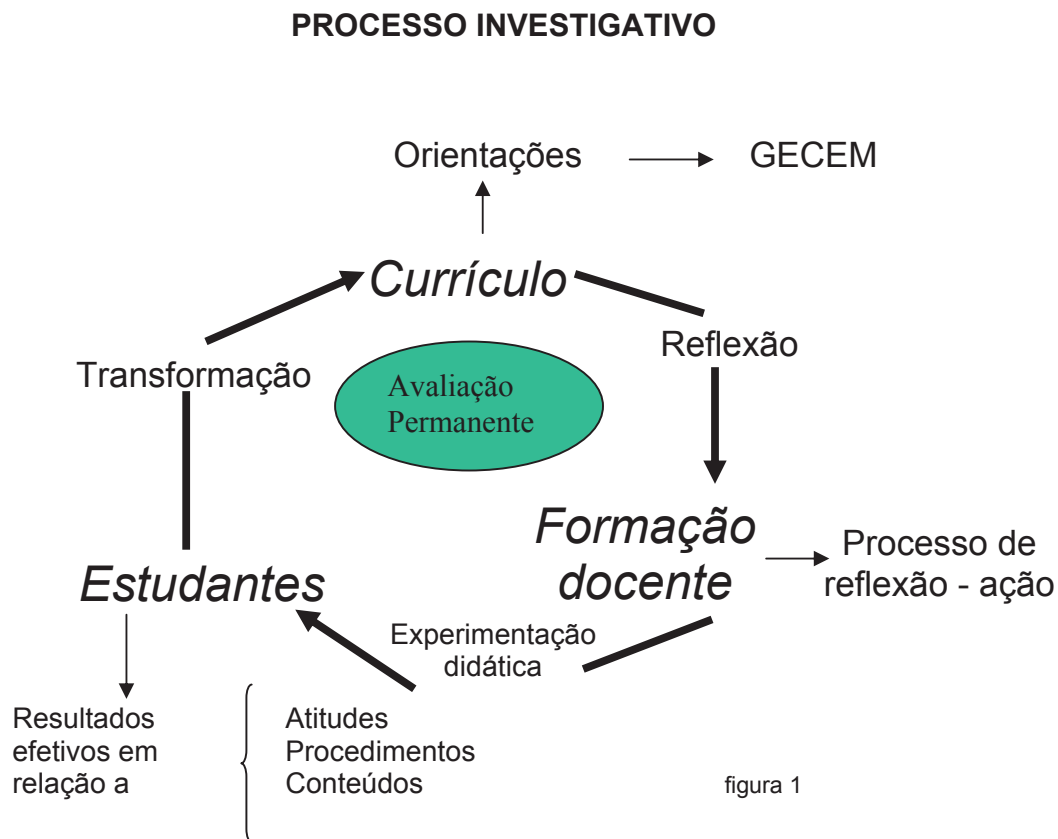 PROCESSO INVESTIGATIVO
Orientações
GECEM
Currículo
Reflexão
Transformação
Avaliação
Permanente
Formação
docente
Processo de
reflexão - ação
Estudantes
Experimentação
didática
Resultados
efetivos em
relação a
Atitudes
Procedimentos
Conteúdos
figura 1